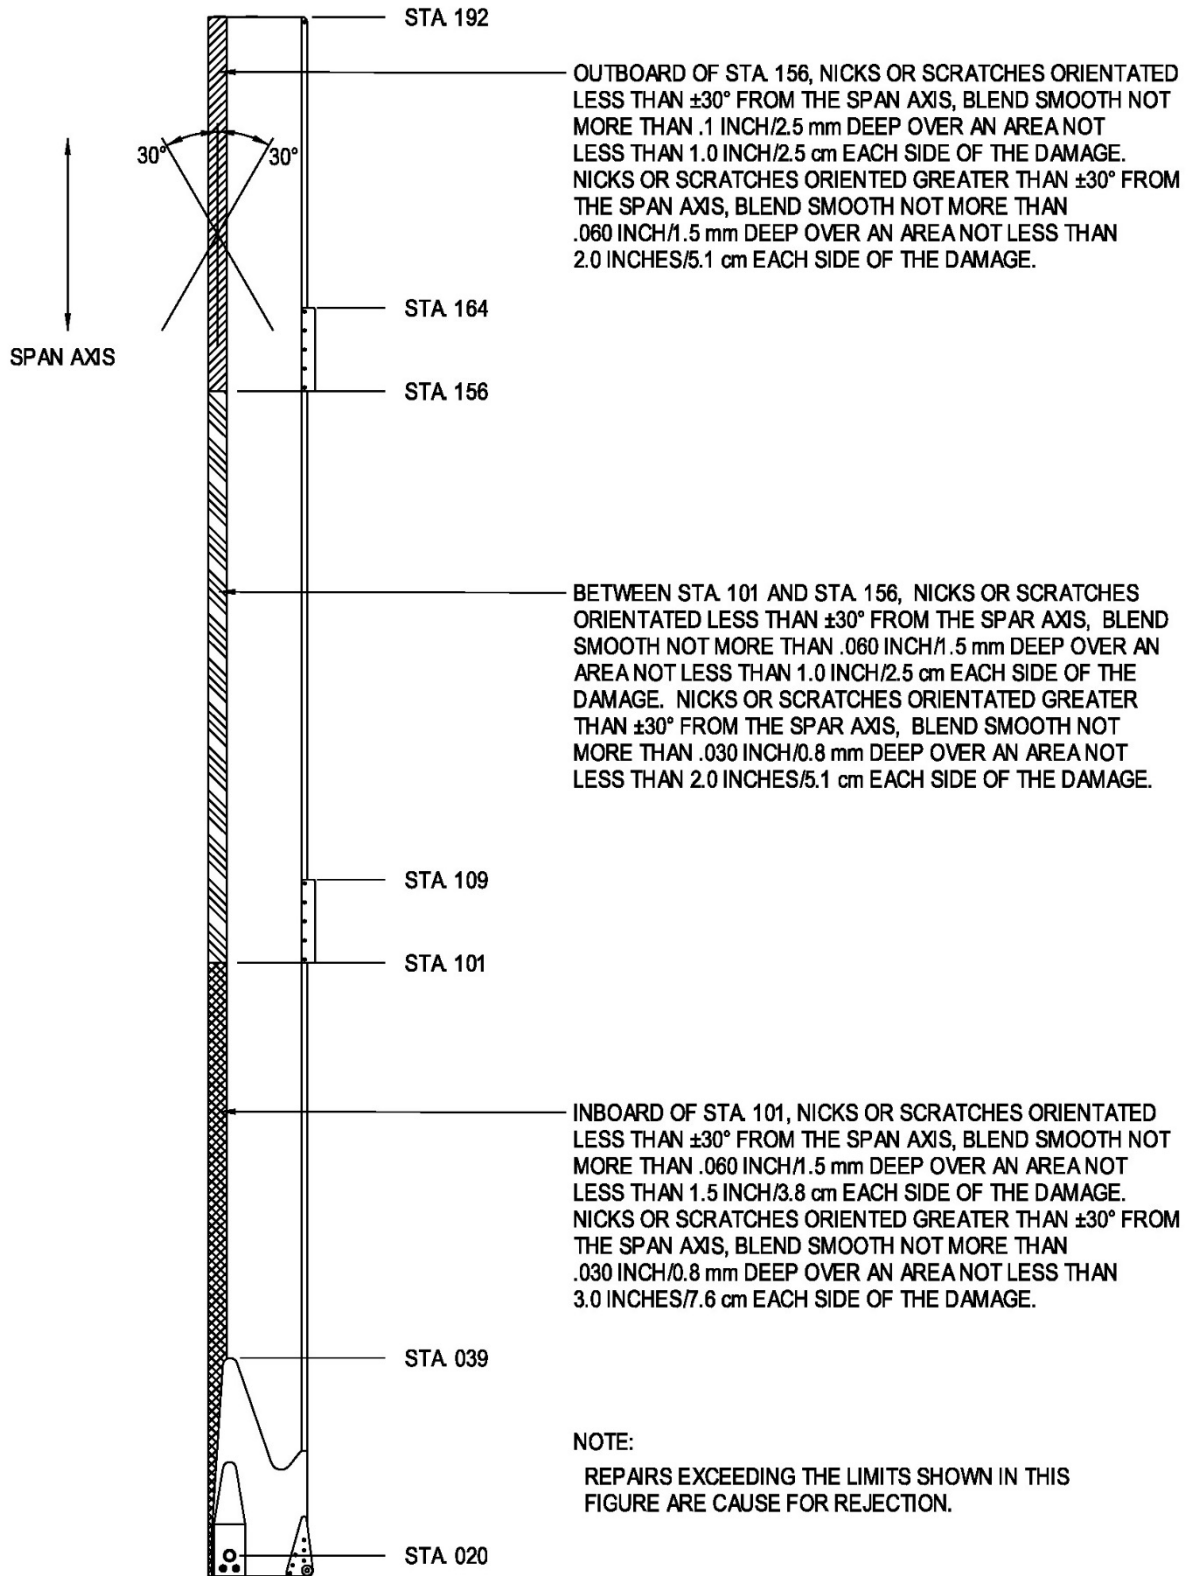 STA. 192
OUTBOARD OF STA. 156, NICKS OR SCRATCHES ORIENTATED
LESS THAN ±30° FROM THE SPAN AXIS, BLEND SMOOTH NOT
MORE THAN .1 INCH/2.5 mm DEEP OVER AN AREA NOT
LESS THAN 1.0 INCH/2.5 cm EACH SIDE OF THE DAMAGE.
NICKS OR SCRATCHES ORIENTED GREATER THAN ±30° FROM
THE SPAN AXIS, BLEND SMOOTH NOT MORE THAN
.060 INCH/1.5 mm DEEP OVER AN AREA NOT LESS THAN
2.0 INCHES/5.1 cm EACH SIDE OF THE DAMAGE.
30° 30°
SPAN AXIS
STA. 164
STA. 156
BETWEEN STA. 101 AND STA. 156, NICKS OR SCRATCHES
ORIENTATED LESS THAN ±30° FROM THE SPAR AXIS, BLEND
SMOOTH NOT MORE THAN .060 INCH/1.5 mm DEEP OVER AN
AREA NOT LESS THAN 1.0 INCH/2.5 cm EACH SIDE OF THE
DAMAGE. NICKS OR SCRATCHES ORIENTATED GREATER
THAN ±30° FROM THE SPAR AXIS, BLEND SMOOTH NOT
MORE THAN .030 INCH/0.8 mm DEEP OVER AN AREA NOT
LESS THAN 2.0 INCHES/5.1 cm EACH SIDE OF THE DAMAGE.
STA. 109
STA. 101
INBOARD OF STA. 101, NICKS OR SCRATCHES ORIENTATED
LESS THAN ±30° FROM THE SPAN AXIS, BLEND SMOOTH NOT
MORE THAN .060 INCH/1.5 mm DEEP OVER AN AREA NOT
LESS THAN 1.5 INCH/3.8 cm EACH SIDE OF THE DAMAGE.
NICKS OR SCRATCHES ORIENTED GREATER THAN ±30° FROM
THE SPAN AXIS, BLEND SMOOTH NOT MORE THAN
.030 INCH/0.8 mm DEEP OVER AN AREA NOT LESS THAN
3.0 INCHES/7.6 cm EACH SIDE OF THE DAMAGE.
STA. 039
NOTE:
REPAIRS EXCEEDING THE LIMITS SHOWN IN THIS
FIGURE ARE CAUSE FOR REJECTION.
STA. 020